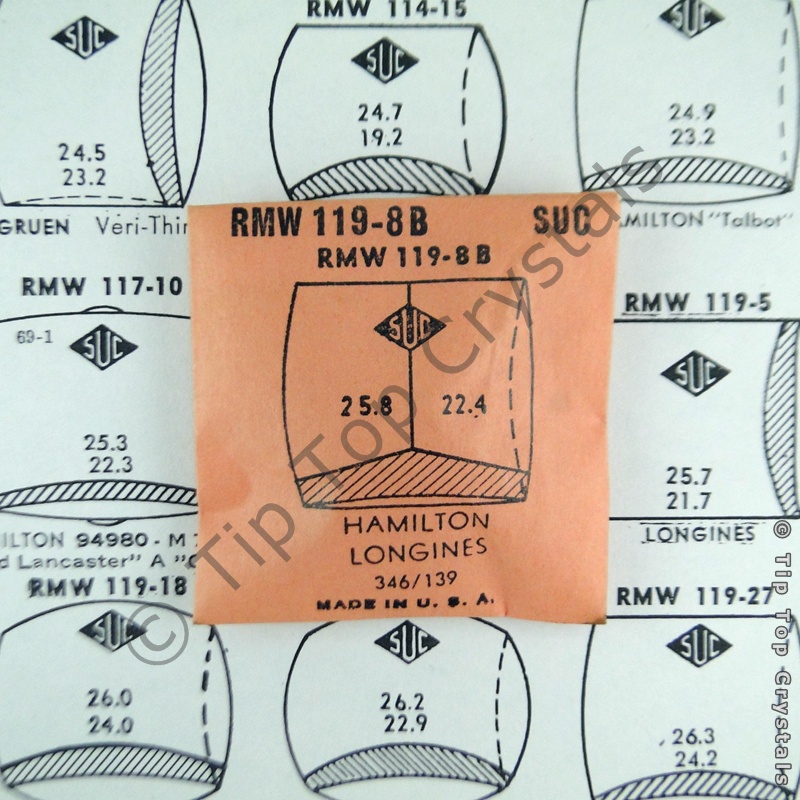 RMW 114-15
SUC
SUC
SUC
24.5
23.2
24.7
19.2
24.9
23.2
GRUEN Veri-Thin
MILTON "Talbot"
RMW 119-8B SUC
RMW 119-8B
SUC
25.8 22.4
HAMILTON
LONGINES
346/139
MADE IN U. S. A.
RMW 117-10
69-1
SUC
25.3
22.3
ILTON 94980-M
d Lancaster" A
RMW 119-5
SUC
25.7
21.7
LONGINES
RMW 119-18
SUC
26.0
24.0
SUC
26.2
22.9
RMW 119-27
SUC
26.3
24.2
© Tip Top Crystals
© Tip Top Crystals